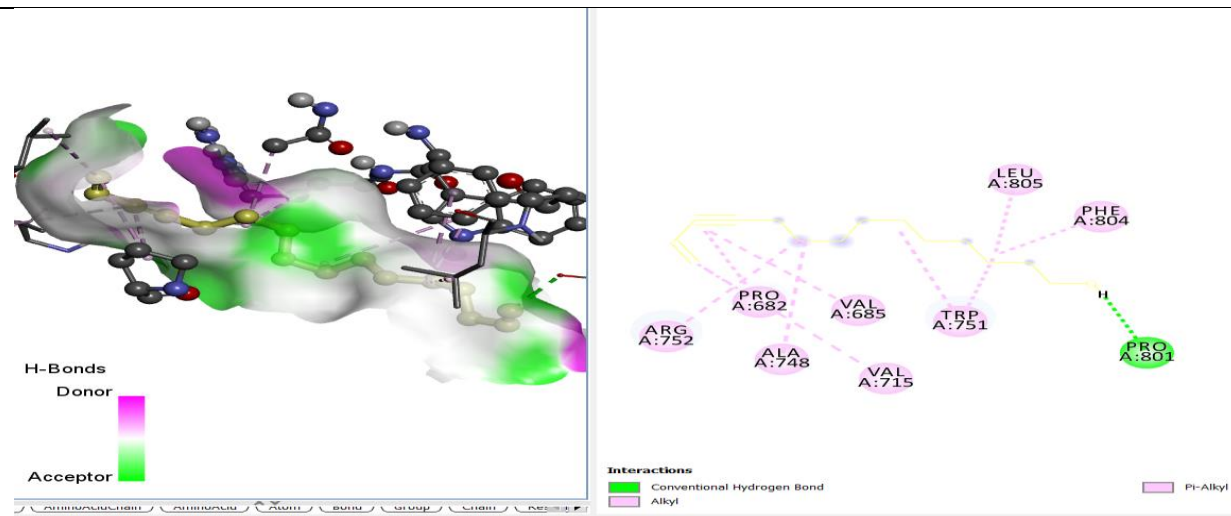 H-Bonds
Donor
Acceptor
AminoAcidChain
AminoAcid
Atom
Bond
Group
Chain
LEU
A:805
PHE
A:804
PRO
A:682
VAL
A:685
TRP
A:751
ARG
A:752
ALA
A:748
VAL
A:715
H
PRO
A:801
Interactions
Conventional Hydrogen Bond
Alkyl
Pi-Alkyl